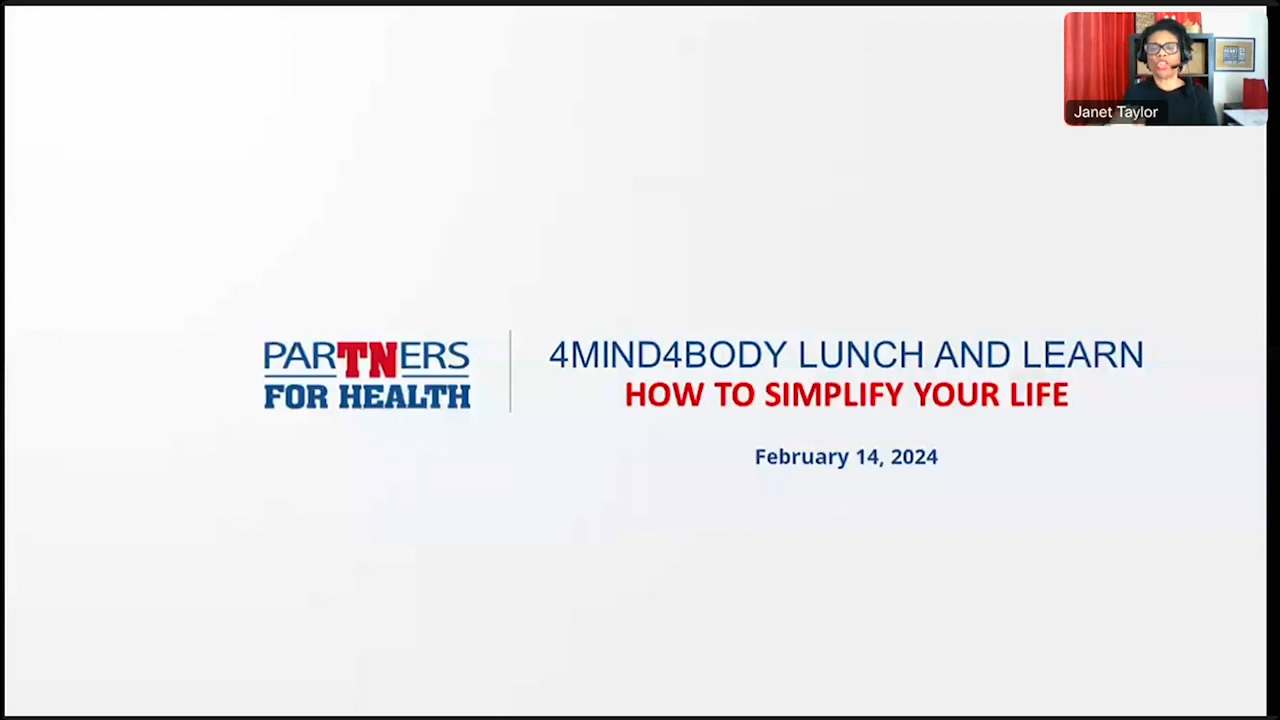 Janet Taylor
PARTNERS
FOR HEALTH
4MIND4BODY LUNCH AND LEARN
HOW TO SIMPLIFY YOUR LIFE
February 14, 2024